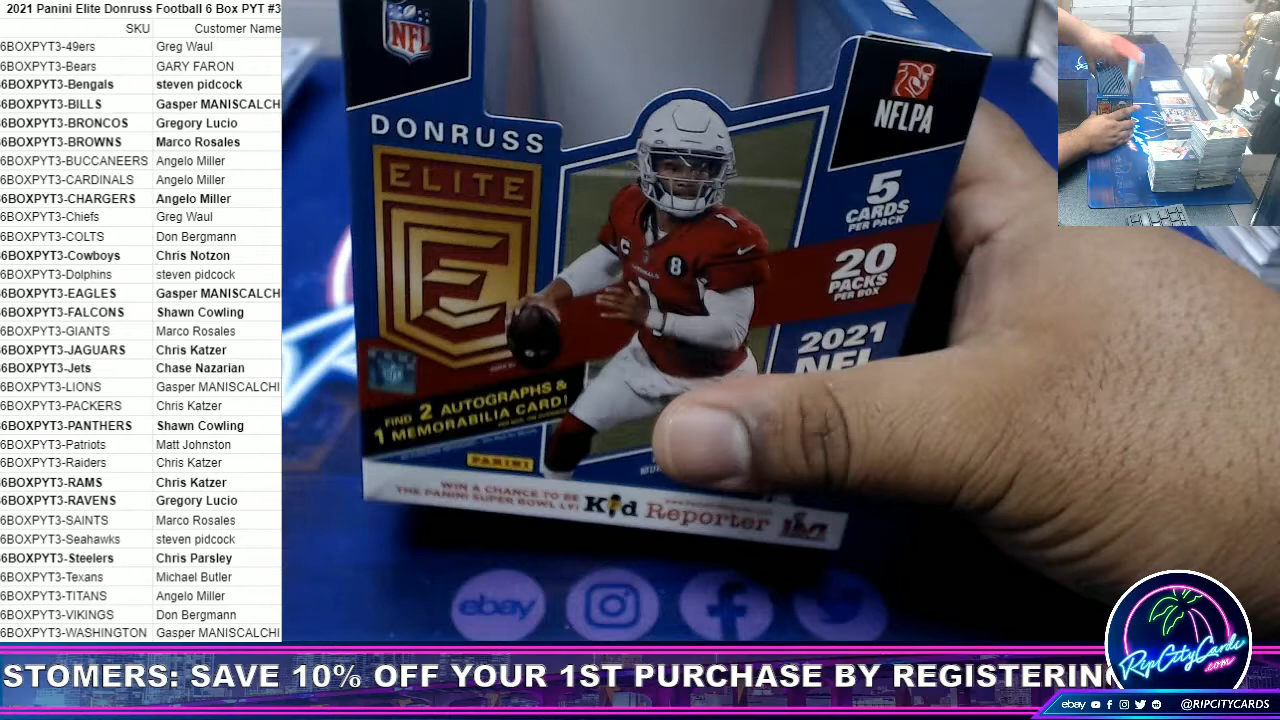 2021 Panini Elite Donruss Football 6 Box PYT #3
SKU Customer Name
6BOXPYT3-49ers Greg Waul
6BOXPYT3-Bears GARY FARON
6BOXPYT3-Bengals steven pidcock
6BOXPYT3-BILLS Gasper MANISCALCH
6BOXPYT3-BRONCOS Gregory Lucio
6BOXPYT3-BROWNS Marco Rosales
6BOXPYT3-BUCCANEERS Angelo Miller
6BOXPYT3-CARDINALS Angelo Miller
6BOXPYT3-CHARGERS Angelo Miller
6BOXPYT3-Chiefs Greg Waul
6BOXPYT3-COLTS Don Bergmann
6BOXPYT3-Cowboys Chris Notzon
6BOXPYT3-Dolphins steven pidcock
6BOXPYT3-EAGLES Gasper MANISCALCH
6BOXPYT3-FALCONS Shawn Cowling
6BOXPYT3-GIANTS Marco Rosales
6BOXPYT3-JAGUARS Chris Katzer
6BOXPYT3-Jets Chase Nazarian
6BOXPYT3-LIONS Gasper MANISCALCHI
6BOXPYT3-PACKERS Chris Katzer
6BOXPYT3-PANTHERS Shawn Cowling
6BOXPYT3-Patriots Matt Johnston
6BOXPYT3-Raiders Chris Katzer
6BOXPYT3-RAMS Chris Katzer
6BOXPYT3-RAVENS Gregory Lucio
6BOXPYT3-SAINTS Marco Rosales
6BOXPYT3-Seahawks steven pidcock
6BOXPYT3-Steelers Chris Parsley
6BOXPYT3-Texans Michael Butler
6BOXPYT3-TITANS Angelo Miller
6BOXPYT3-VIKINGS Don Bergmann
6BOXPYT3-WASHINGTON Gasper MANISCALCHI
NFL
NFLPA
DONRUSS
ELITE
E
5
CARDS
PER PACK
20
PACKS
PER BOX
2021
NFL
8
1
FIND 2 AUTOGRAPHS &
1 MEMORABILIA CARD!
PANINI
WIN A CHANCE TO BE
THE PANINI SUPER BOWL LVI
Kid Reporter
ebay
STOMERS: SAVE 10% OFF YOUR 1ST PURCHASE BY REGISTERING
RipCityCards
.com
ebay @RIPCITYCARDS